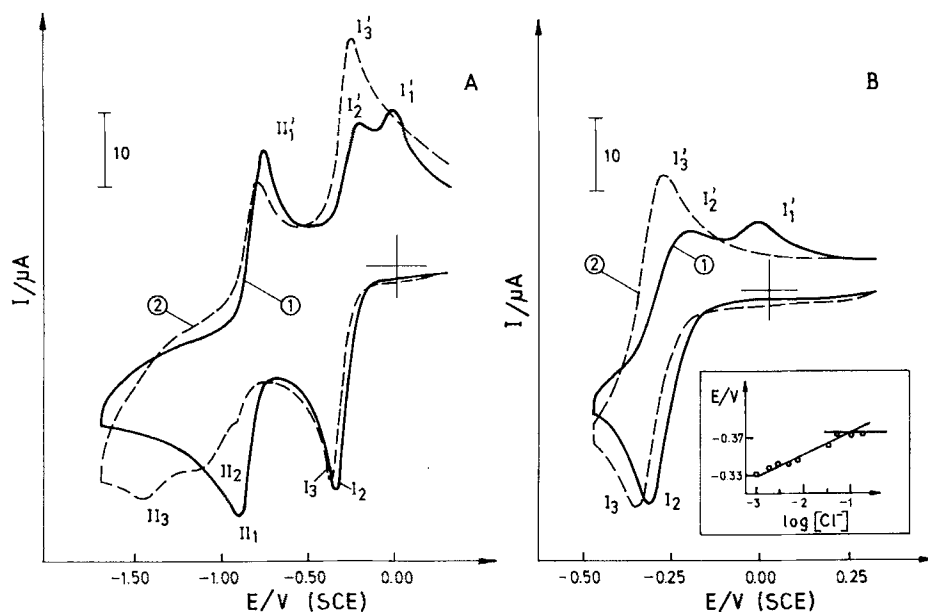 A
I₃'
I₂'
I₁'
II₁'
10
I/μA
②
①
II₂
II₃
II₁
I₃
I₂
−1.50
−1.00
−0.50
0.00
E/V (SCE)
B
10
I₃'
I₂'
I₁'
I/μA
②
①
I₃
I₂
E/V
−0.37
−0.33
−3
−2
−1
log[Cl⁻]
−0.50
−0.25
0.00
0.25
E/V (SCE)